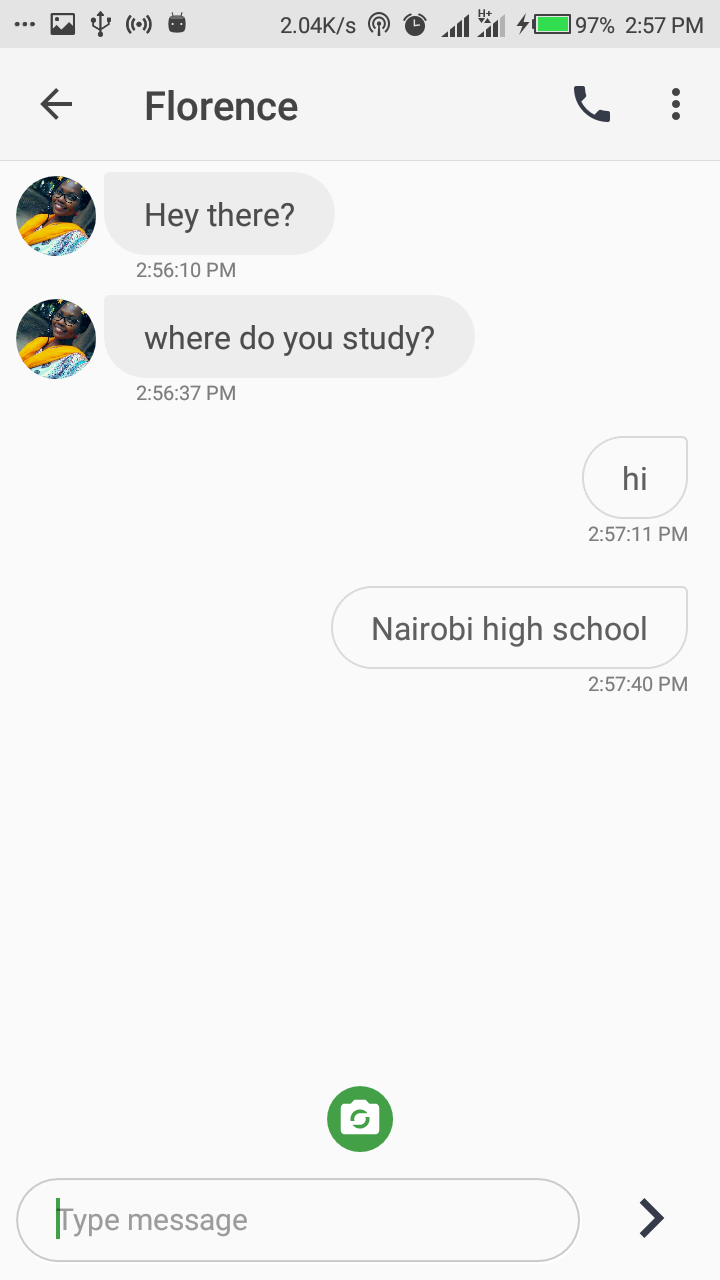 2.04K/s H+ 97% 2:57 PM
Florence
Hey there?
2:56:10 PM
where do you study?
2:56:37 PM
hi
2:57:11 PM
Nairobi high school
2:57:40 PM
Type message